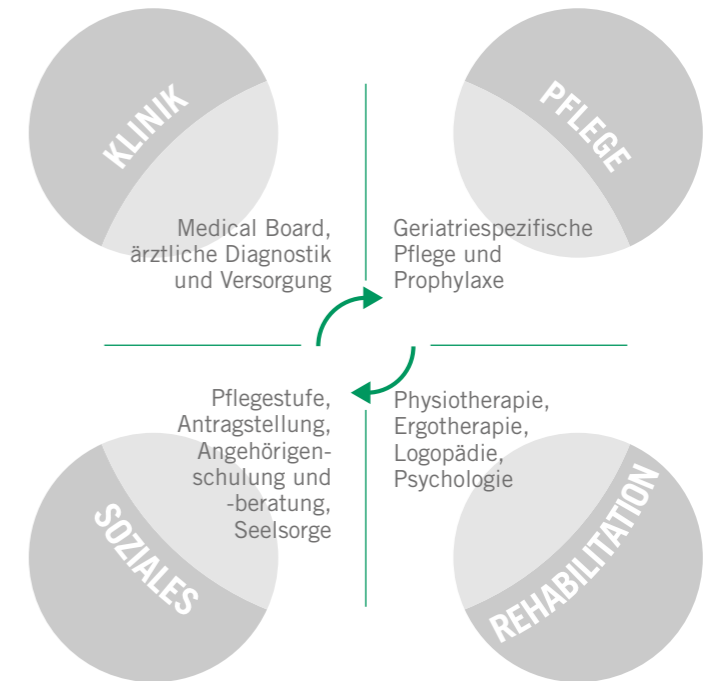 KLINIK
Medical Board,
ärztliche Diagnostik
und Versorgung
PFLEGE
Geriatriespezifische
Pflege und
Prophylaxe
Pflegestufe,
Antragstellung,
Angehörigen-
schulung und
-beratung,
Seelsorge
SOZIALES
Physiotherapie,
Ergotherapie,
Logopädie,
Psychologie
REHABILITATION